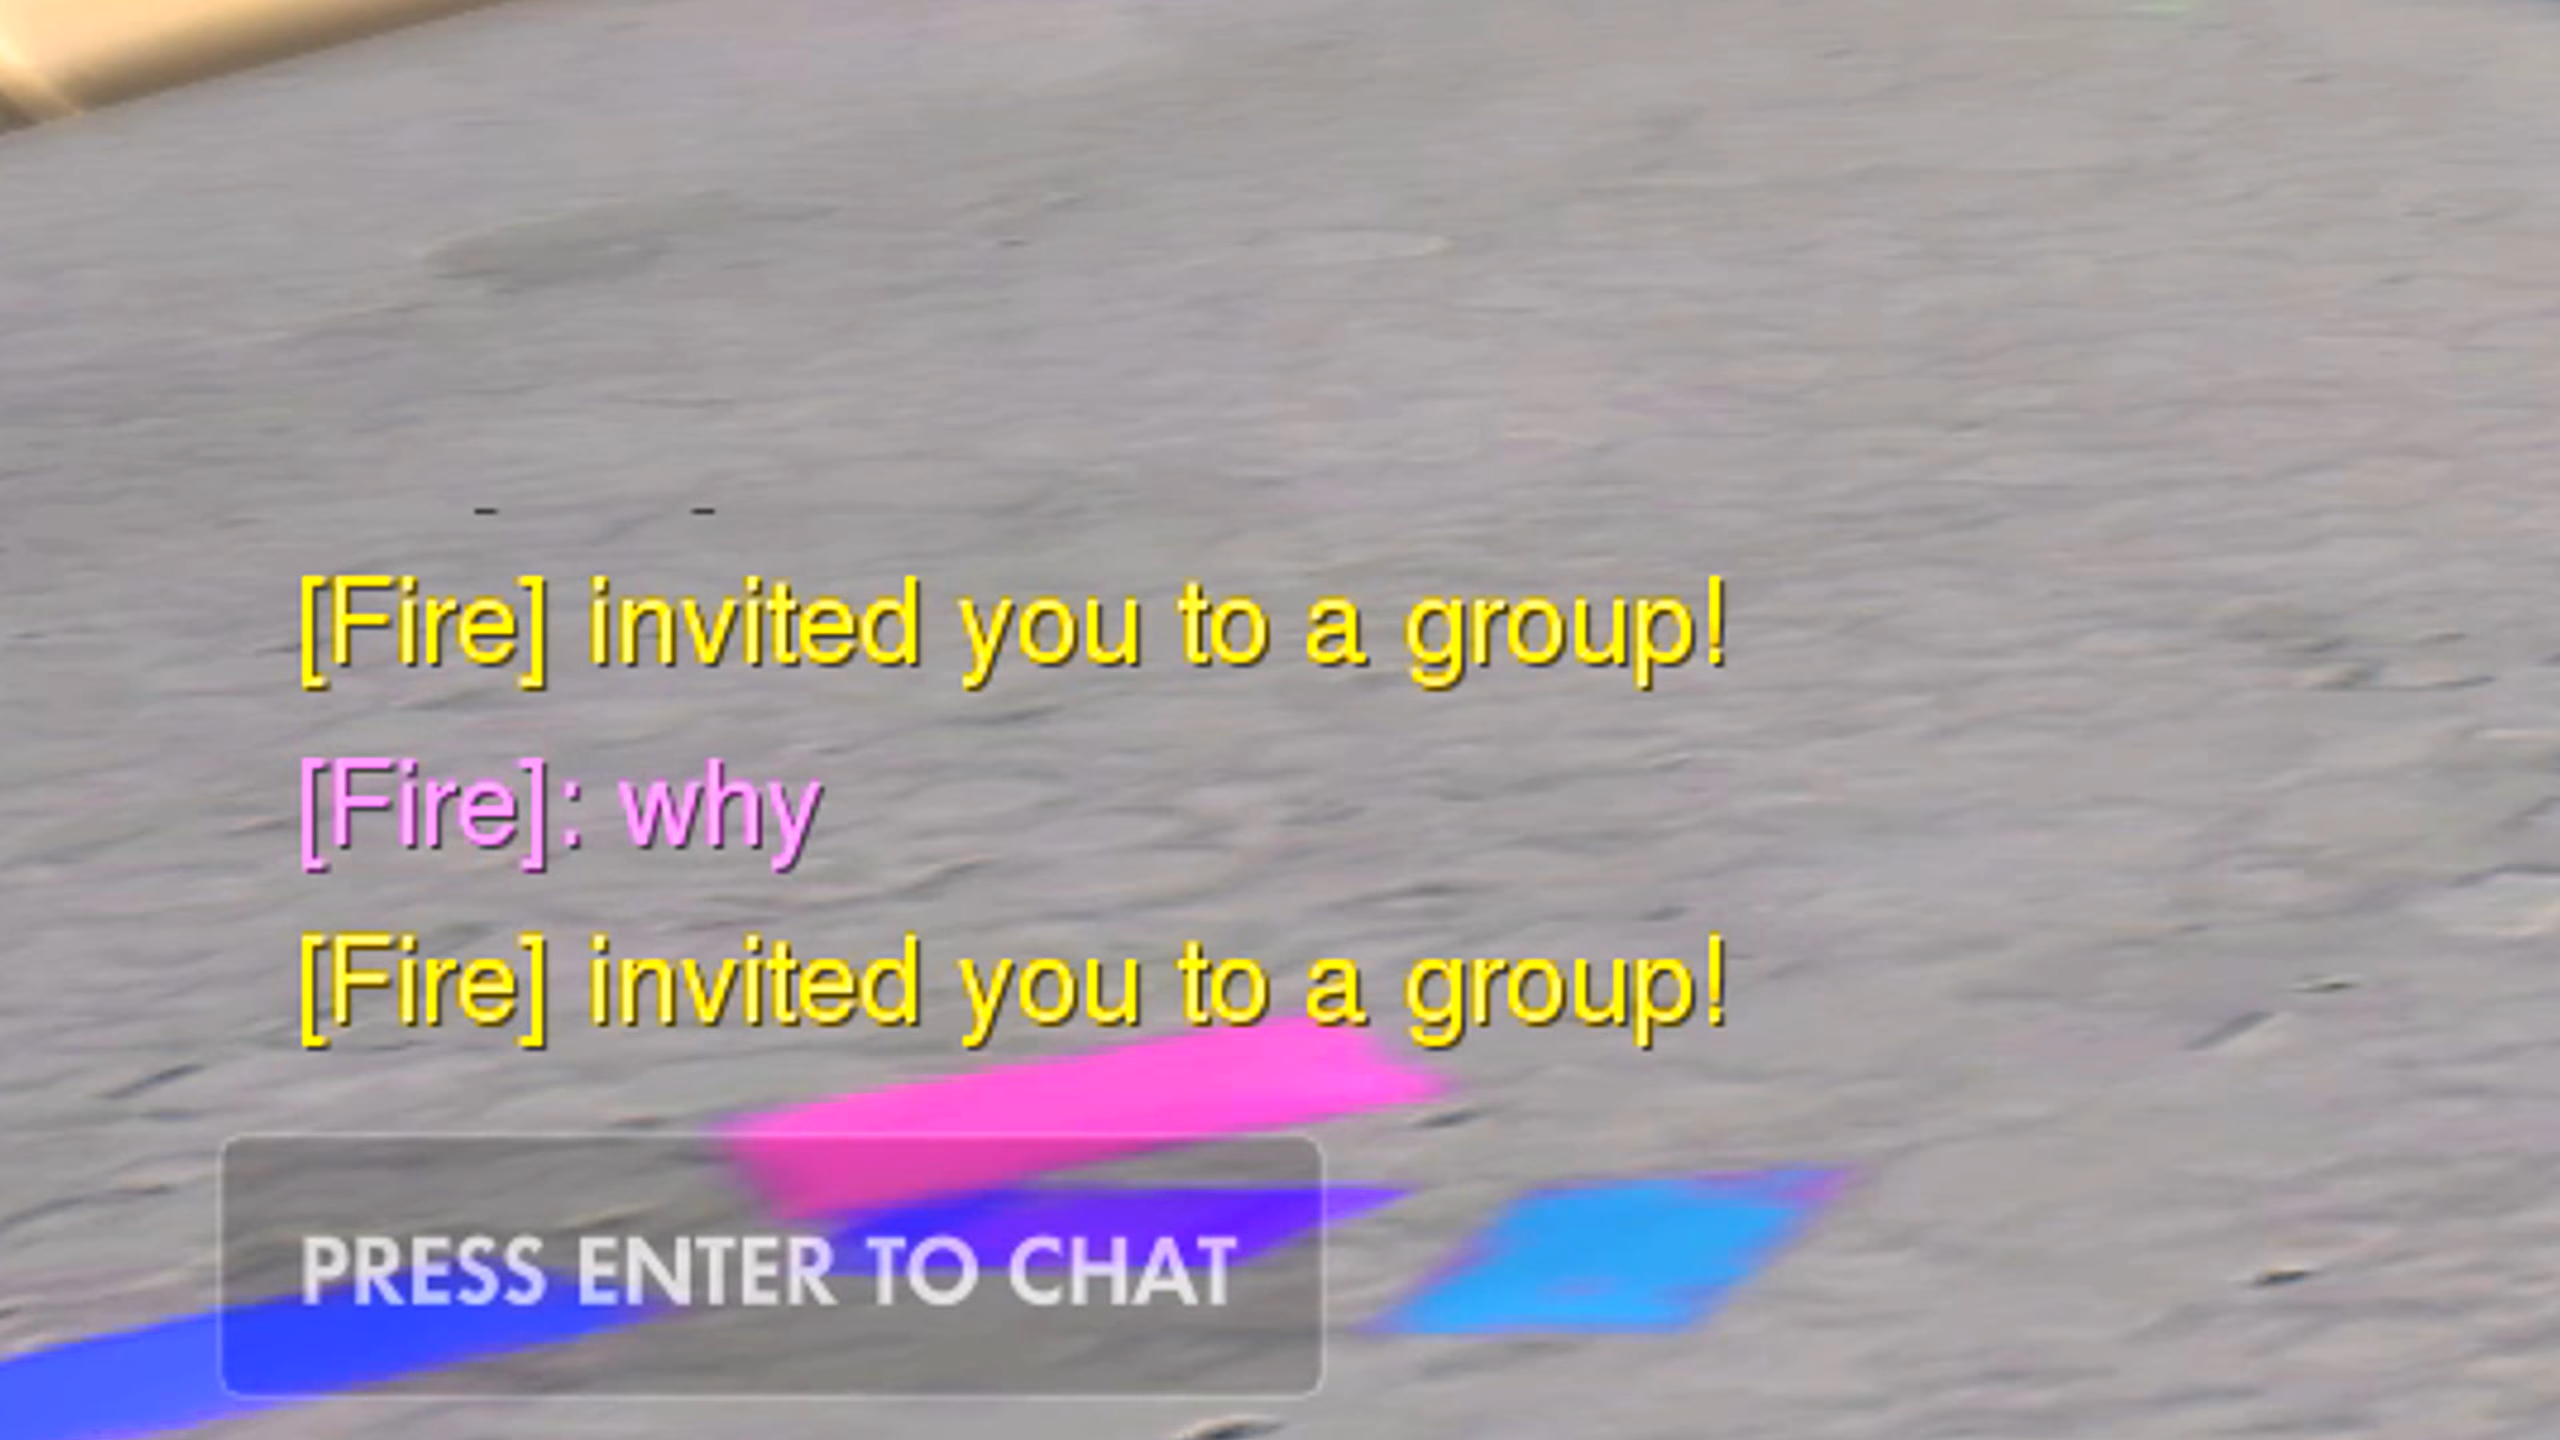 [Fire] invited you to a group!
[Fire]: why
[Fire] invited you to a group!
PRESS ENTER TO CHAT